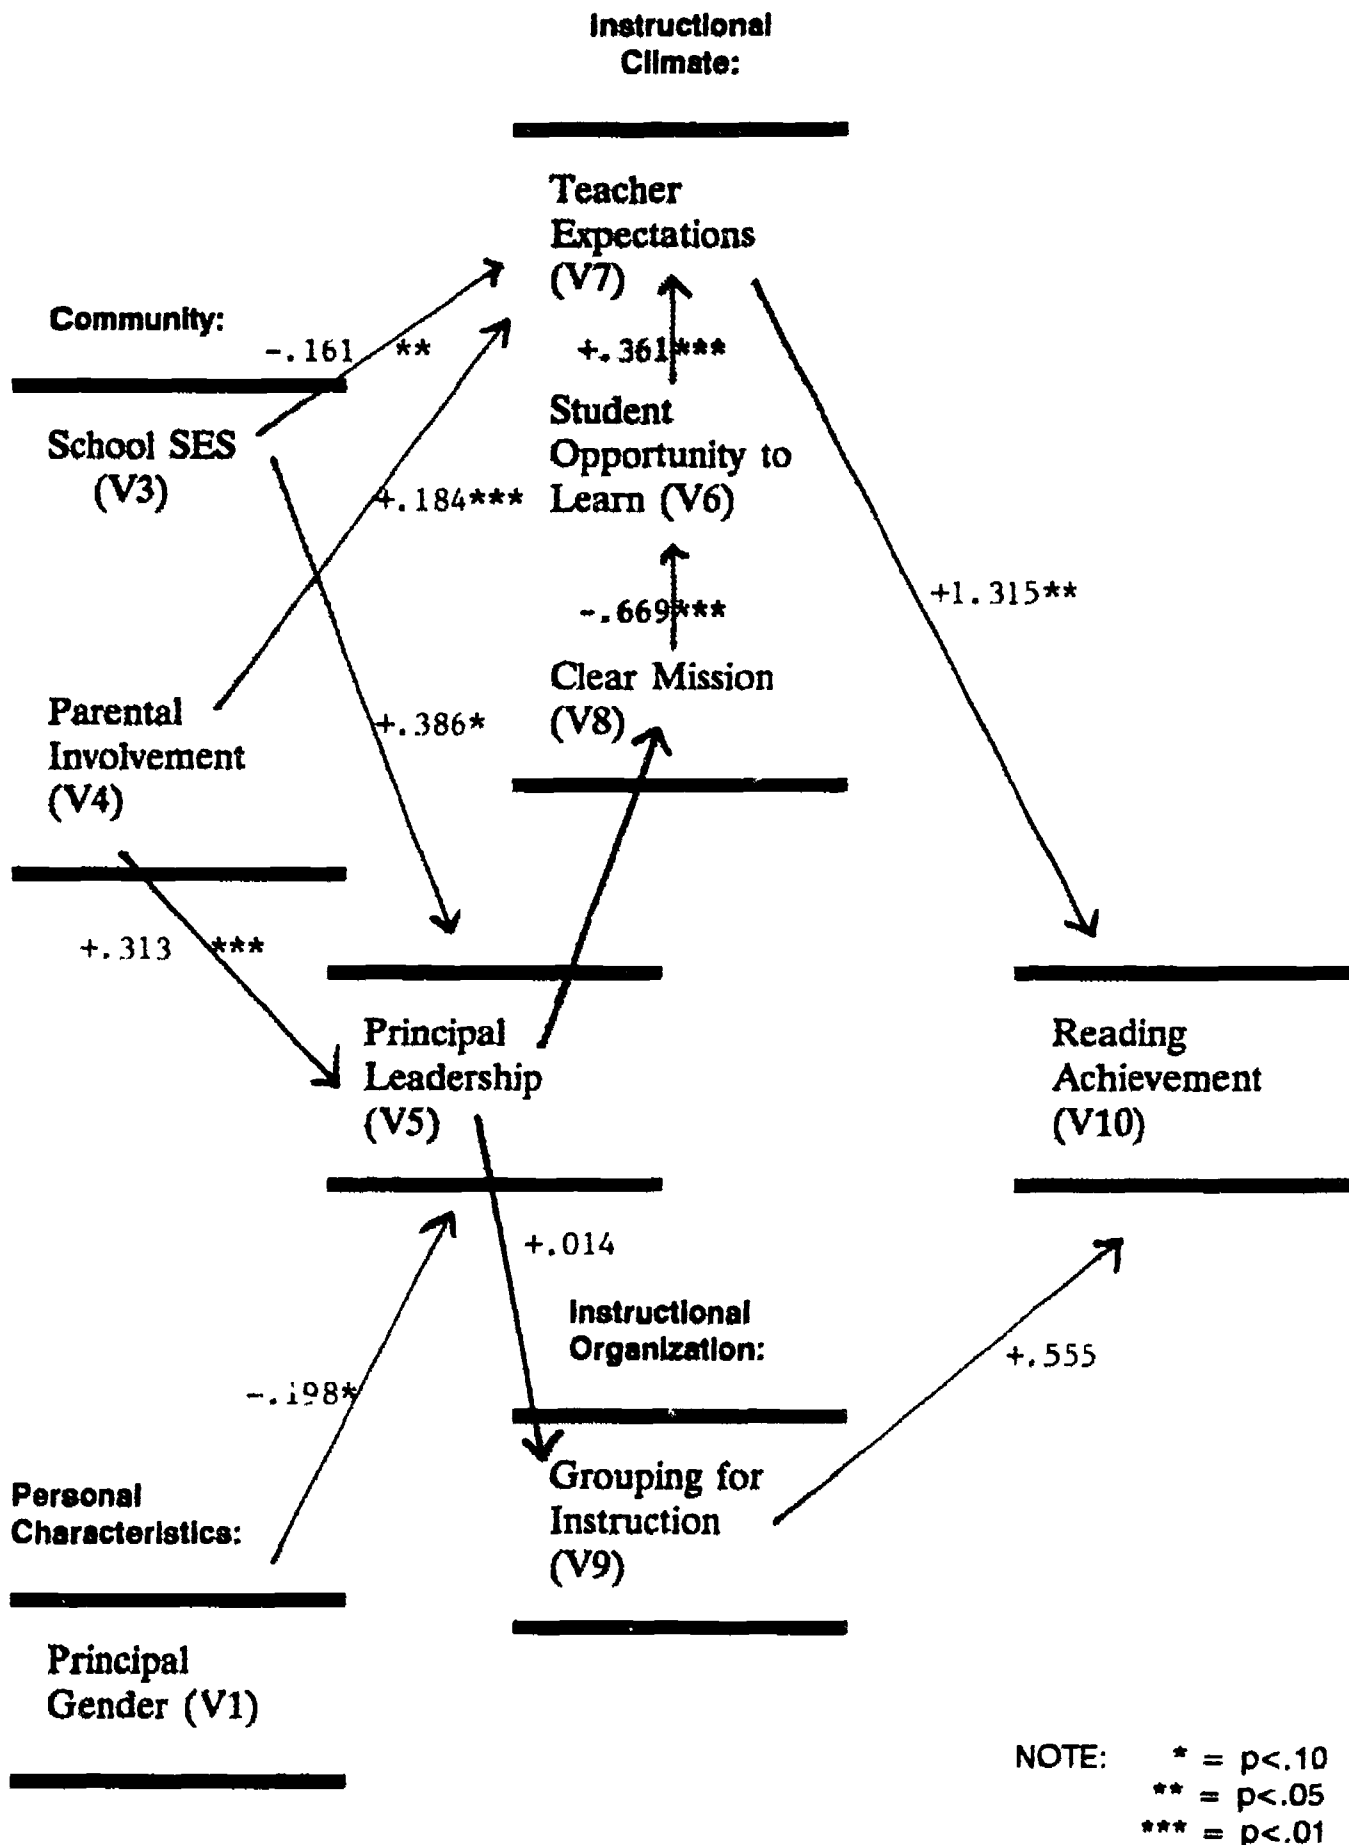 Instructional
Climate:
Teacher
Expectations
(V7)
Community:
-.161 **
+.361***
School SES
(V3)
Student
Opportunity to
Learn (V6)
+.184***
+1.315**
-.669***
Clear Mission
(V8)
Parental
Involvement
(V4)
+.386*
+.313 ***
Principal
Leadership
(V5)
Reading
Achievement
(V10)
+.014
Instructional
Organization:
+.555
-.198*
Grouping for
Instruction
(V9)
Personal
Characteristics:
Principal
Gender (V1)
NOTE: * = p<.10
** = p<.05
*** = p<.01